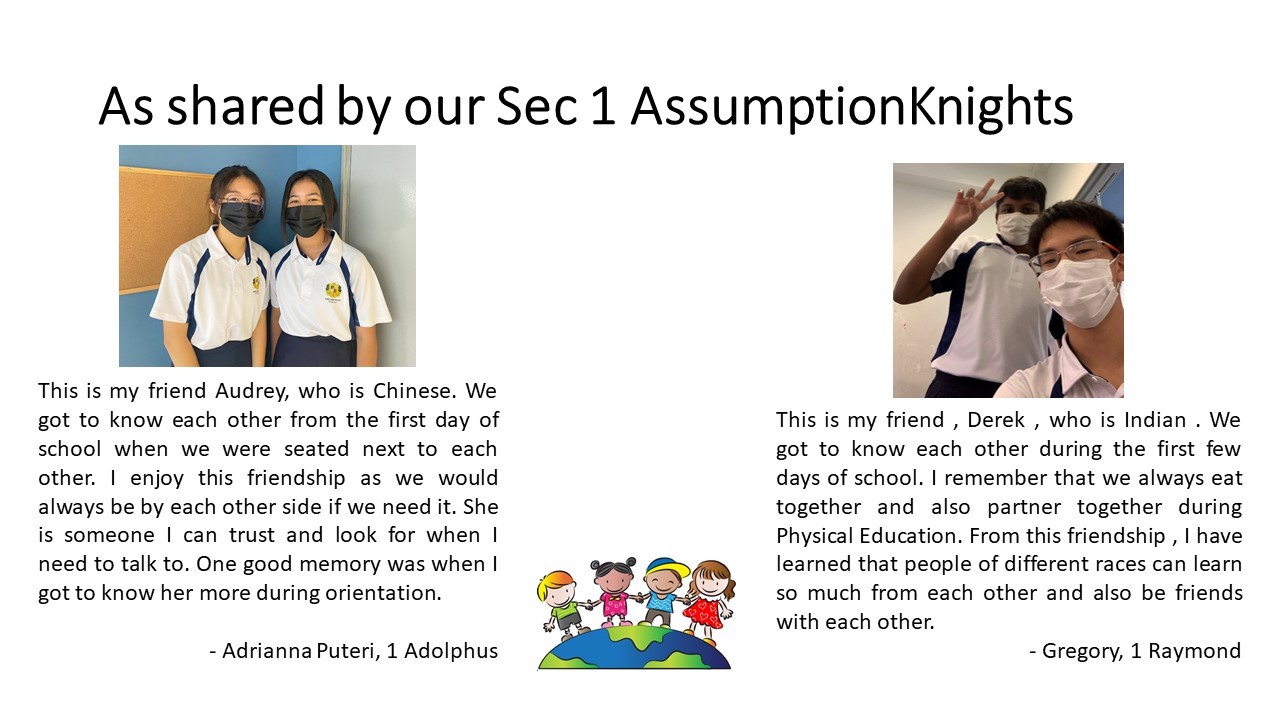 As shared by our Sec 1 AssumptionKnights
This is my friend Audrey, who is Chinese. We
got to know each other from the first day of
school when we were seated next to each
other. I enjoy this friendship as we would
always be by each other side if we need it. She
is someone I can trust and look for when I
need to talk to. One good memory was when I
got to know her more during orientation.
- Adrianna Puteri, 1 Adolphus
This is my friend , Derek , who is Indian . We
got to know each other during the first few
days of school. I remember that we always eat
together and also partner together during
Physical Education. From this friendship , I have
learned that people of different races can learn
so much from each other and also be friends
with each other.
- Gregory, 1 Raymond